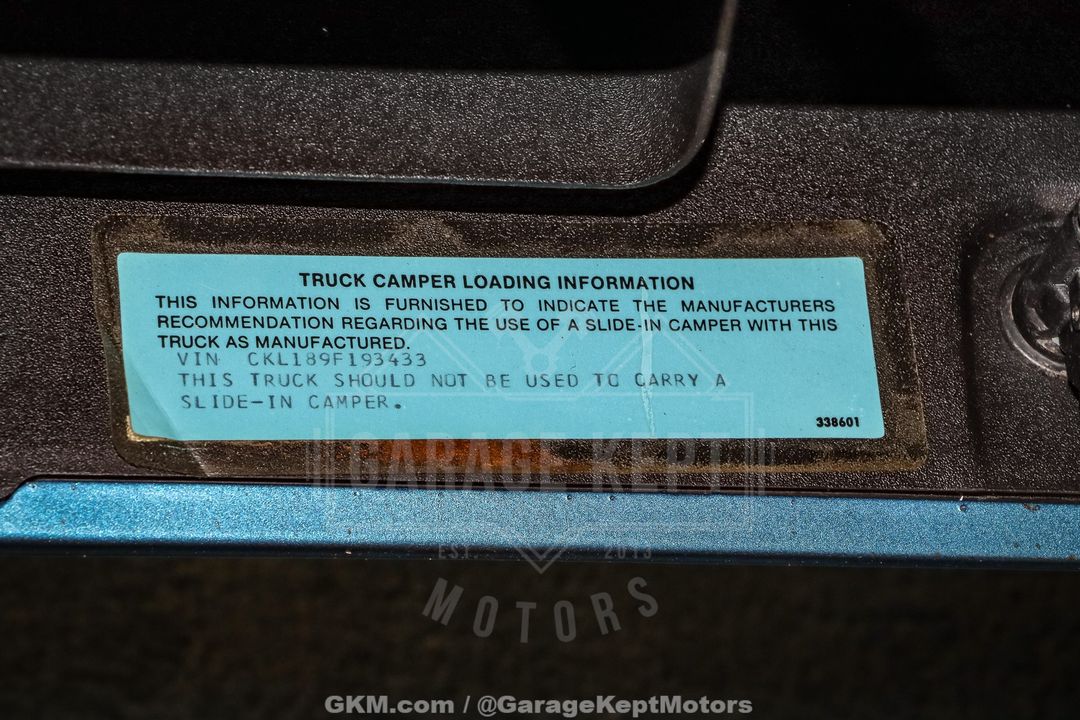 TRUCK CAMPER LOADING INFORMATION
THIS INFORMATION IS FURNISHED TO INDICATE THE MANUFACTURERS
RECOMMENDATION REGARDING THE USE OF A SLIDE-IN CAMPER WITH THIS
TRUCK AS MANUFACTURED.
VIN CKL189F193433
THIS TRUCK SHOULD NOT BE USED TO CARRY A
SLIDE-IN CAMPER.
338601
GARAGE KEPT
EST. 2013
MOTORS
GKM.com / @GarageKeptMotors